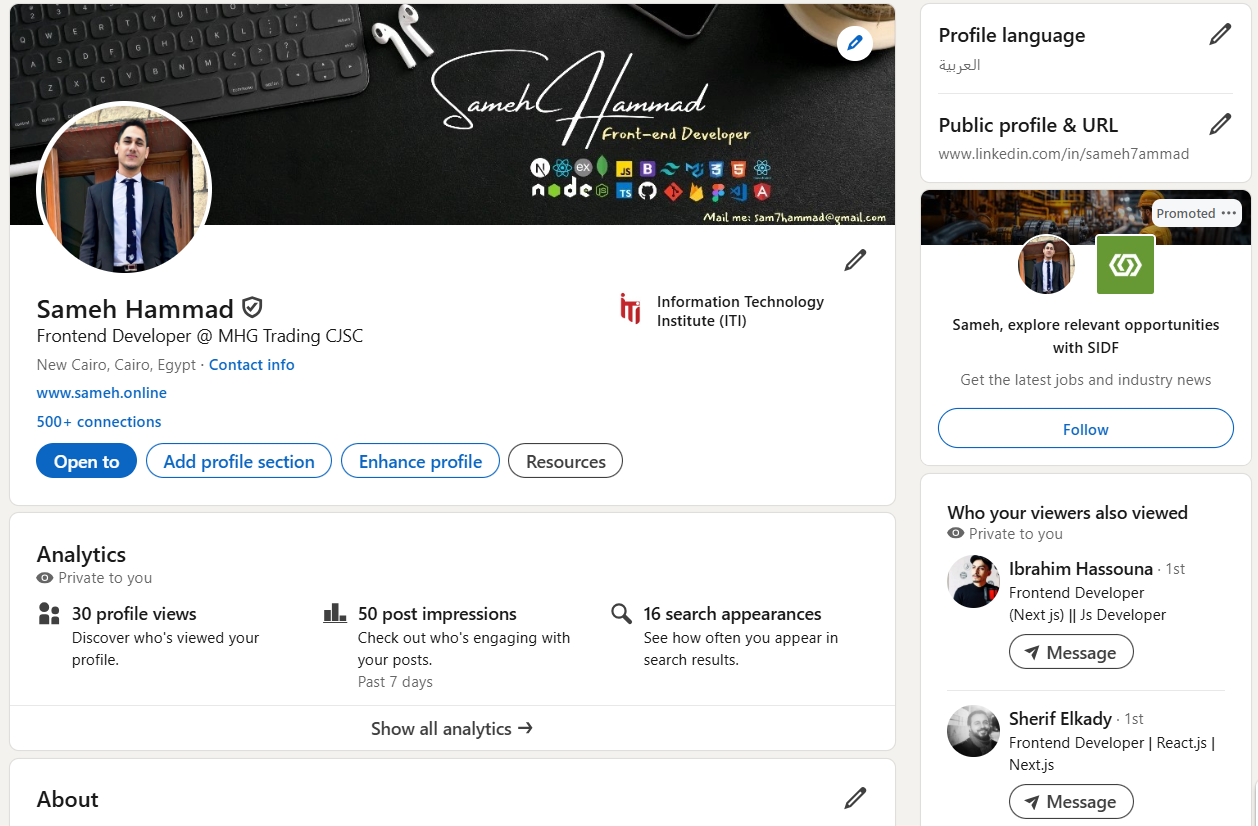 Sameh Hammad
Front-end Developer
N
ex
JS
B
node
JS
TS
A
Mail me: sam7hammad@gmail.com
Sameh Hammad
Frontend Developer @ MHG Trading CJSC
New Cairo, Cairo, Egypt · Contact info
www.sameh.online
500+ connections
iTi
Information Technology
Institute (ITI)
Open to
Add profile section
Enhance profile
Resources
Analytics
Private to you
30 profile views
Discover who's viewed your
profile.
50 post impressions
Check out who's engaging with
your posts.
Past 7 days
16 search appearances
See how often you appear in
search results.
Show all analytics →
About
Profile language
العربية
Public profile & URL
www.linkedin.com/in/sameh7ammad
Promoted
Sameh, explore relevant opportunities
with SIDF
Get the latest jobs and industry news
Follow
Who your viewers also viewed
Private to you
Ibrahim Hassouna · 1st
Frontend Developer
(Next js) || Js Developer
Message
Sherif Elkady · 1st
Frontend Developer | React.js |
Next.js
Message